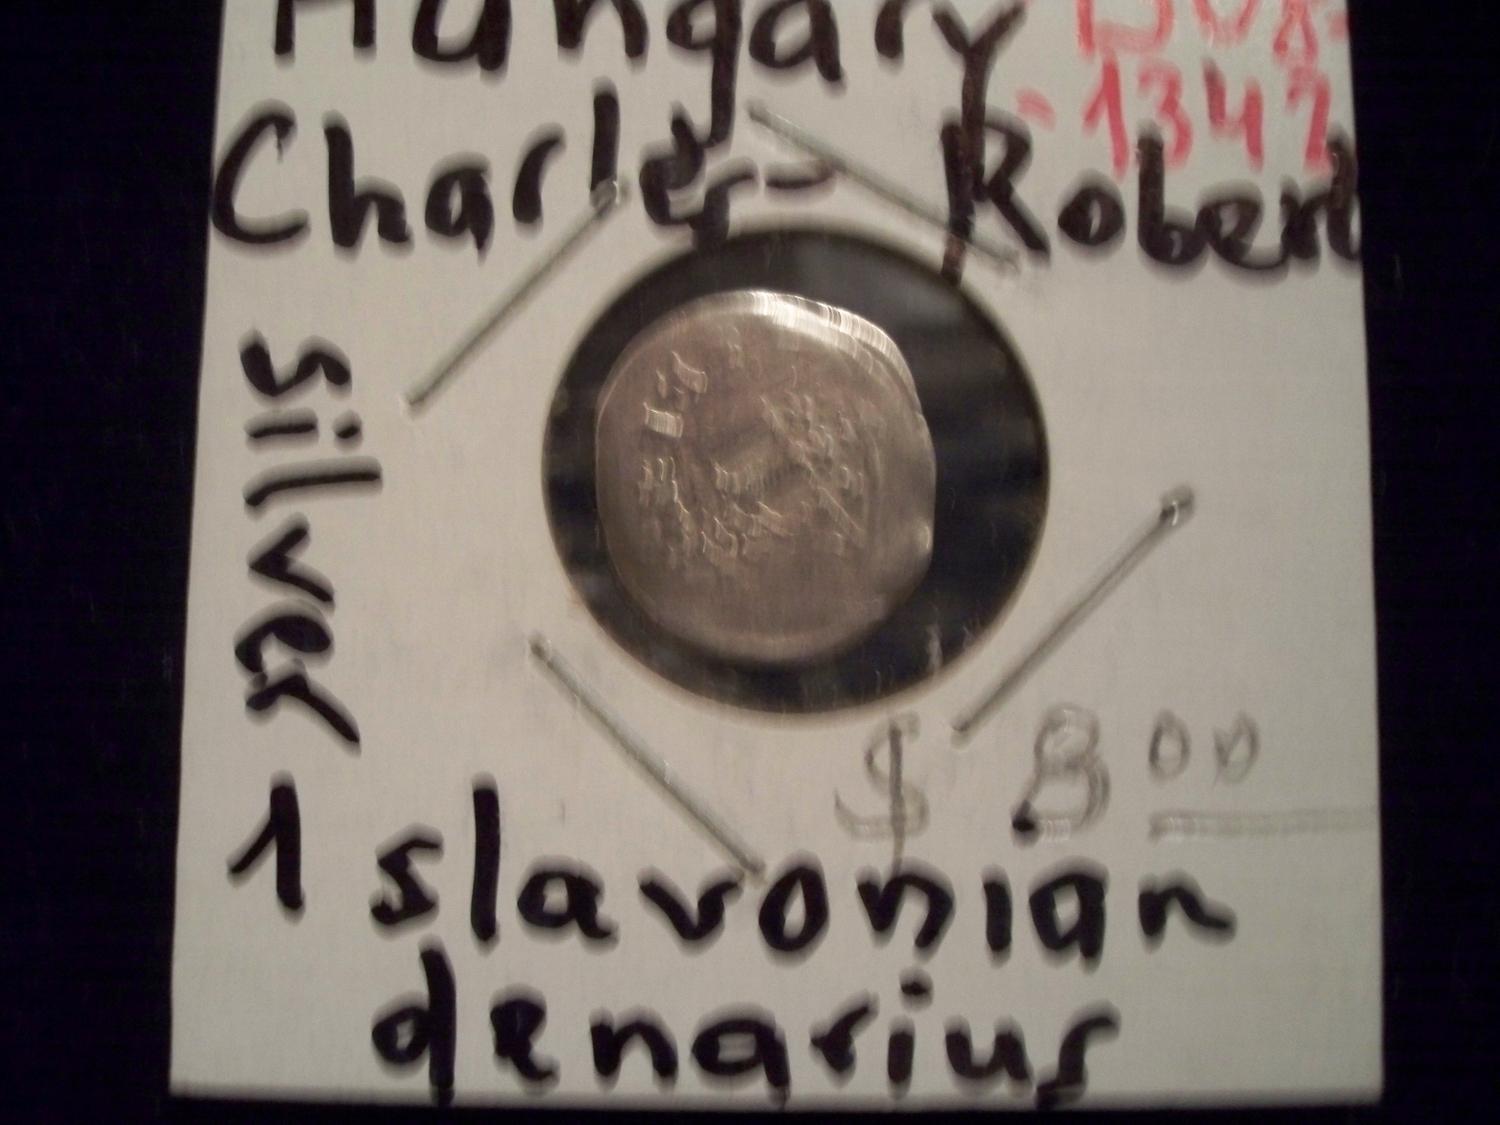 Hungary
1308-
-1342
Charles- Robert
silver
$ 8.00
1 slavonian
denarius